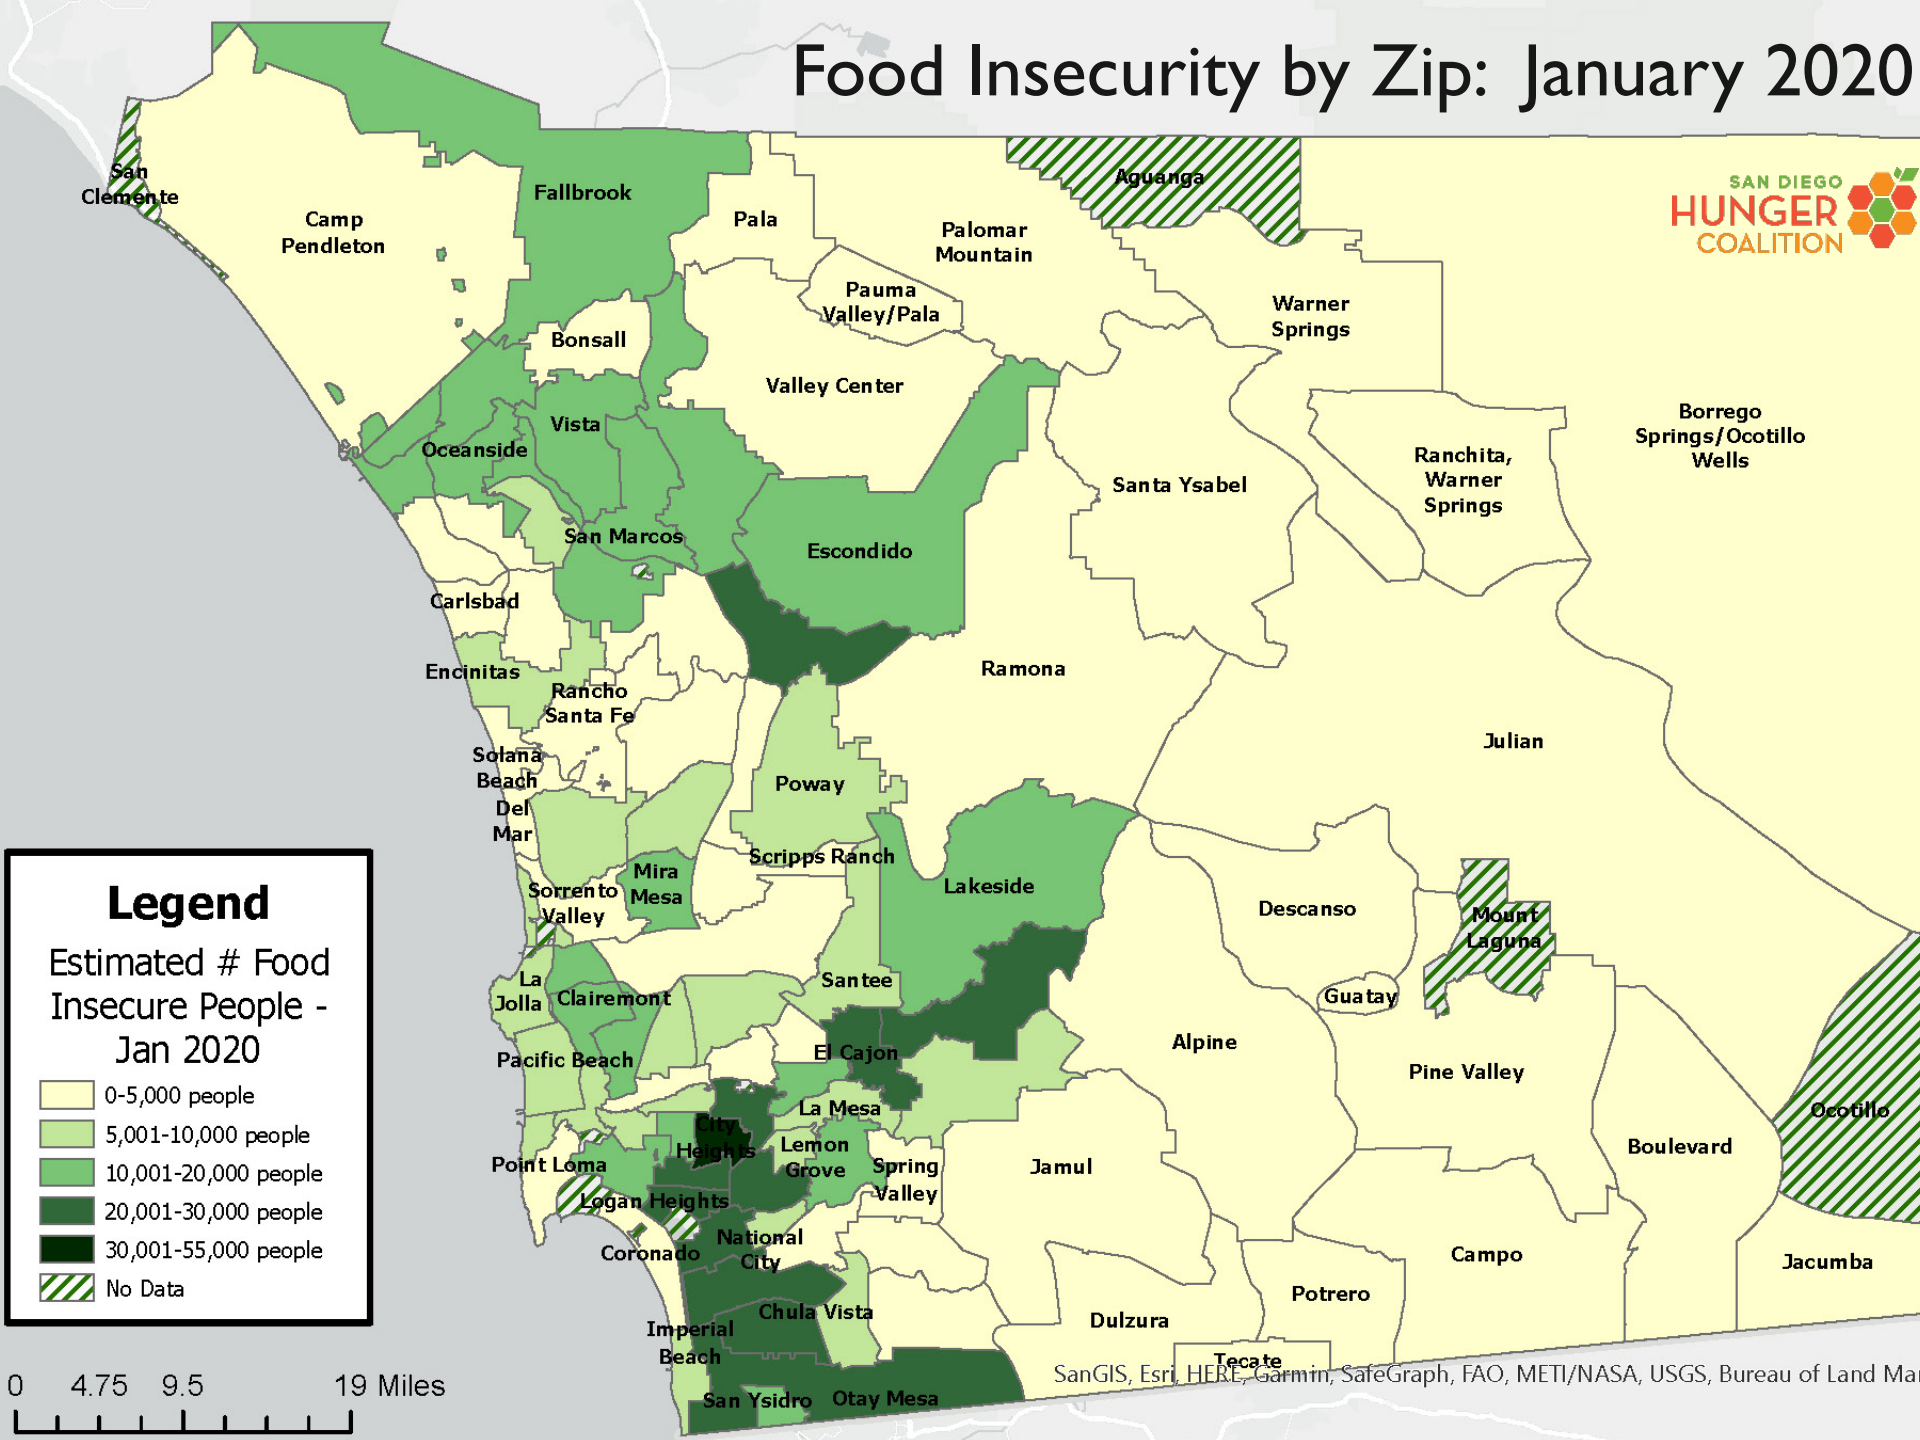 Food Insecurity by Zip: January 2020
SAN DIEGO
HUNGER
COALITION
San
Clemente
Camp
Pendleton
Fallbrook
Pala
Palomar
Mountain
Aguanga
Pauma
Valley/Pala
Warner
Springs
Bonsall
Valley Center
Borrego
Springs/Ocotillo
Wells
Vista
Oceanside
Ranchita,
Warner
Springs
Santa Ysabel
San Marcos
Escondido
Carlsbad
Encinitas
Rancho
Santa Fe
Ramona
Julian
Solana
Beach
Del
Mar
Poway
Scripps Ranch
Mira
Mesa
Sorrento
Valley
Lakeside
Descanso
Mount
Laguna
La
Jolla
Clairemont
Santee
Guatay
Pacific Beach
El Cajon
Alpine
Pine Valley
La Mesa
Ocotillo
City
Heights
Lemon
Grove
Spring
Valley
Jamul
Boulevard
Point Loma
Logan Heights
Coronado
National
City
Campo
Jacumba
Chula Vista
Potrero
Dulzura
Imperial
Beach
Tecate
San Ysidro
Otay Mesa
Legend
Estimated # Food
Insecure People -
Jan 2020
0-5,000 people
5,001-10,000 people
10,001-20,000 people
20,001-30,000 people
30,001-55,000 people
No Data
0 4.75 9.5 19 Miles
SanGIS, Esri, HERE, Garmin, SafeGraph, FAO, METI/NASA, USGS, Bureau of Land Ma